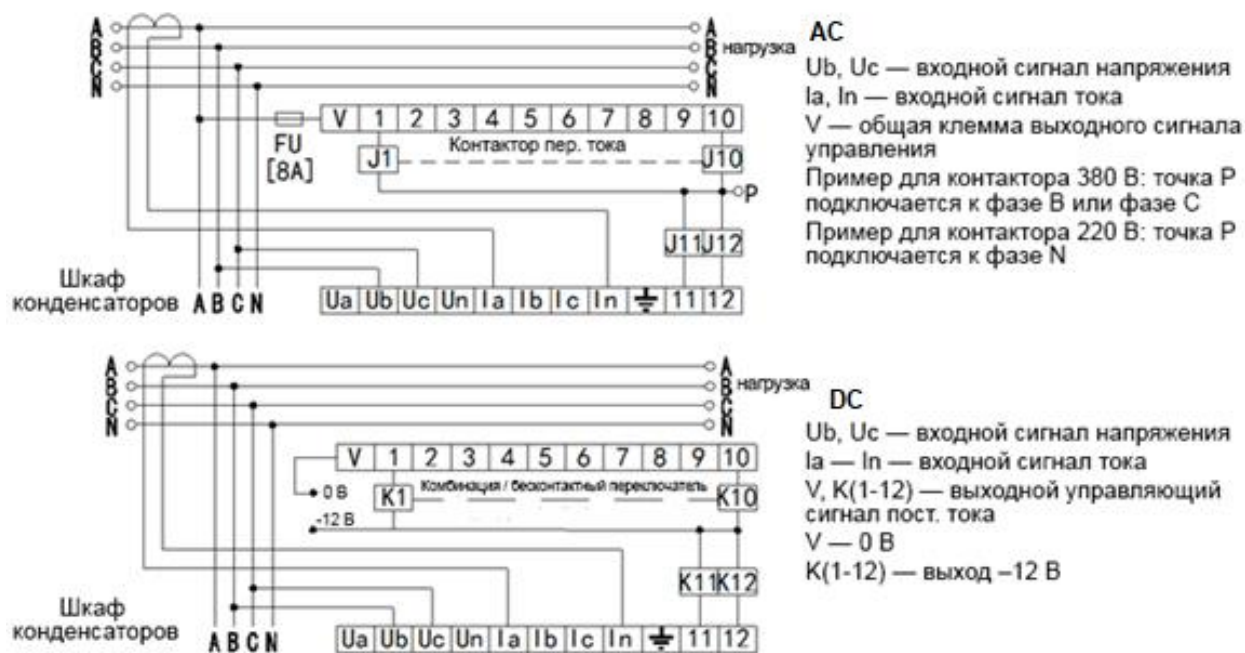 A A AC
B B нагрузка
C C
N N
Ub, Uc — входной сигнал напряжения
Ia, In — входной сигнал тока
V — общая клемма выходного сигнала
управления
Пример для контактора 380 В: точка P
подключается к фазе B или фазе C
Пример для контактора 220 В: точка P
подключается к фазе N
V 1 2 3 4 5 6 7 8 9 10
FU
[8A]
Контактор пер. тока
J1 J10
P
J11 J12
Шкаф
конденсаторов A B C N
Ua Ub Uc Un Ia Ib Ic In 11 12
A A
B B нагрузка
C C
N N
DC
Ub, Uc — входной сигнал напряжения
Ia — In — входной сигнал тока
V, K(1-12) — выходной управляющий
сигнал пост. тока
V — 0 В
K(1-12) — выход –12 В
V 1 2 3 4 5 6 7 8 9 10
0 В
K1 Комбинация / бесконтактный переключатель K10
-12 В
K11 K12
Шкаф
конденсаторов A B C N
Ua Ub Uc Un Ia Ib Ic In 11 12